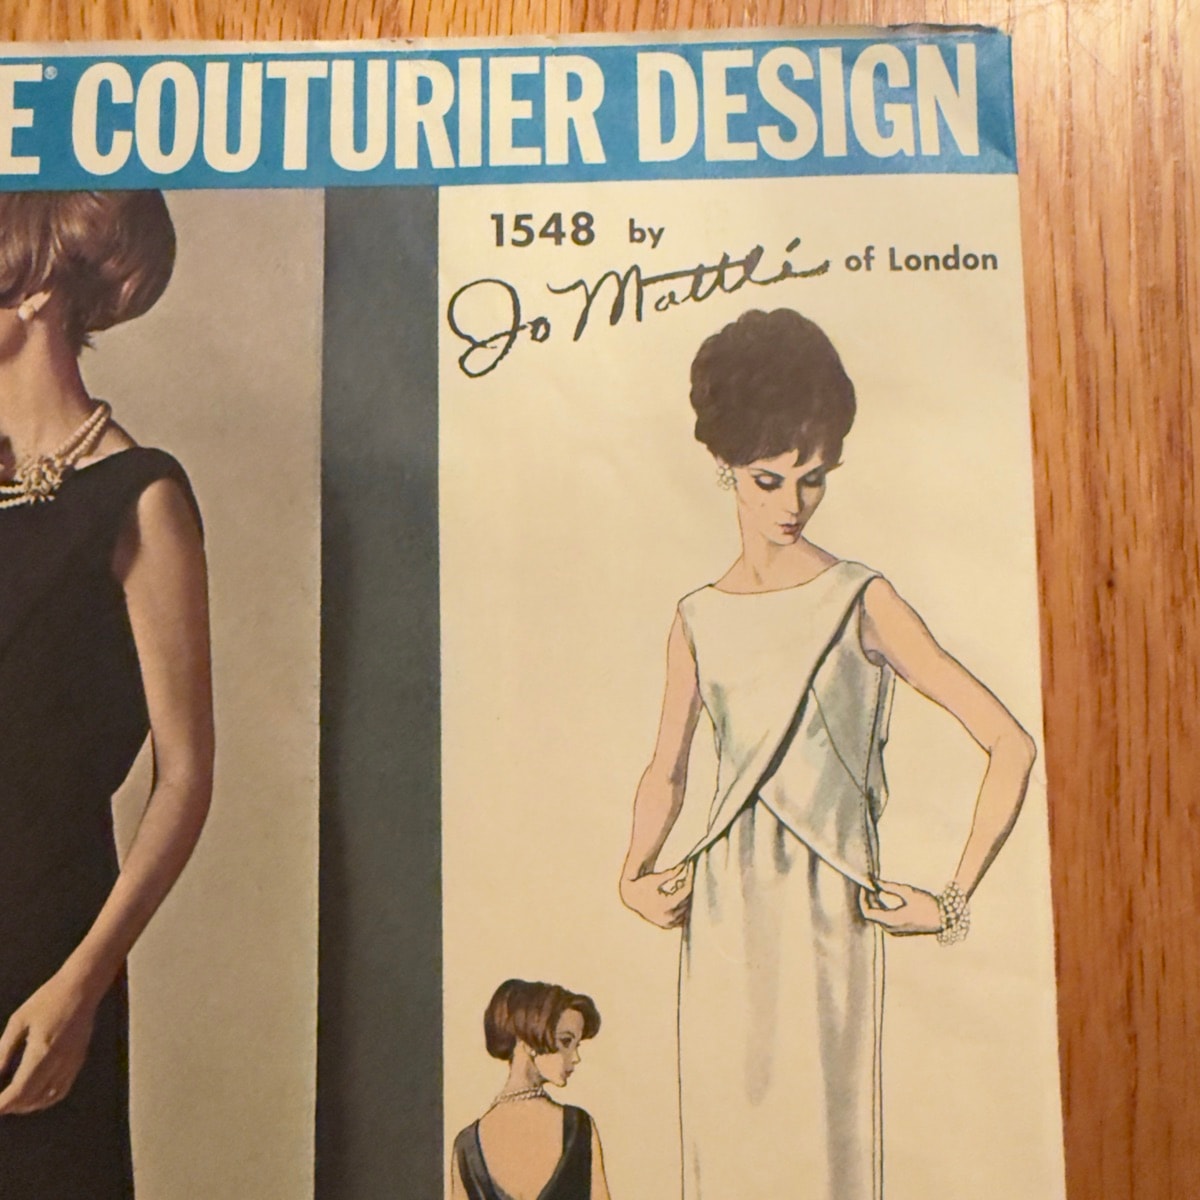 E® COUTURIER DESIGN
1548 by
Jo Mattli of London